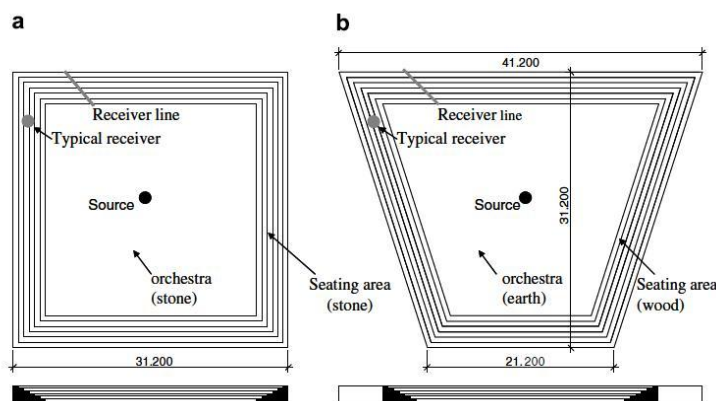 a
b
41.200
Receiver line
Typical receiver
Source
orchestra
(stone)
Seating area
(stone)
31.200
Receiver line
Typical receiver
Source
31.200
orchestra
(earth)
Seating area
(wood)
21.200